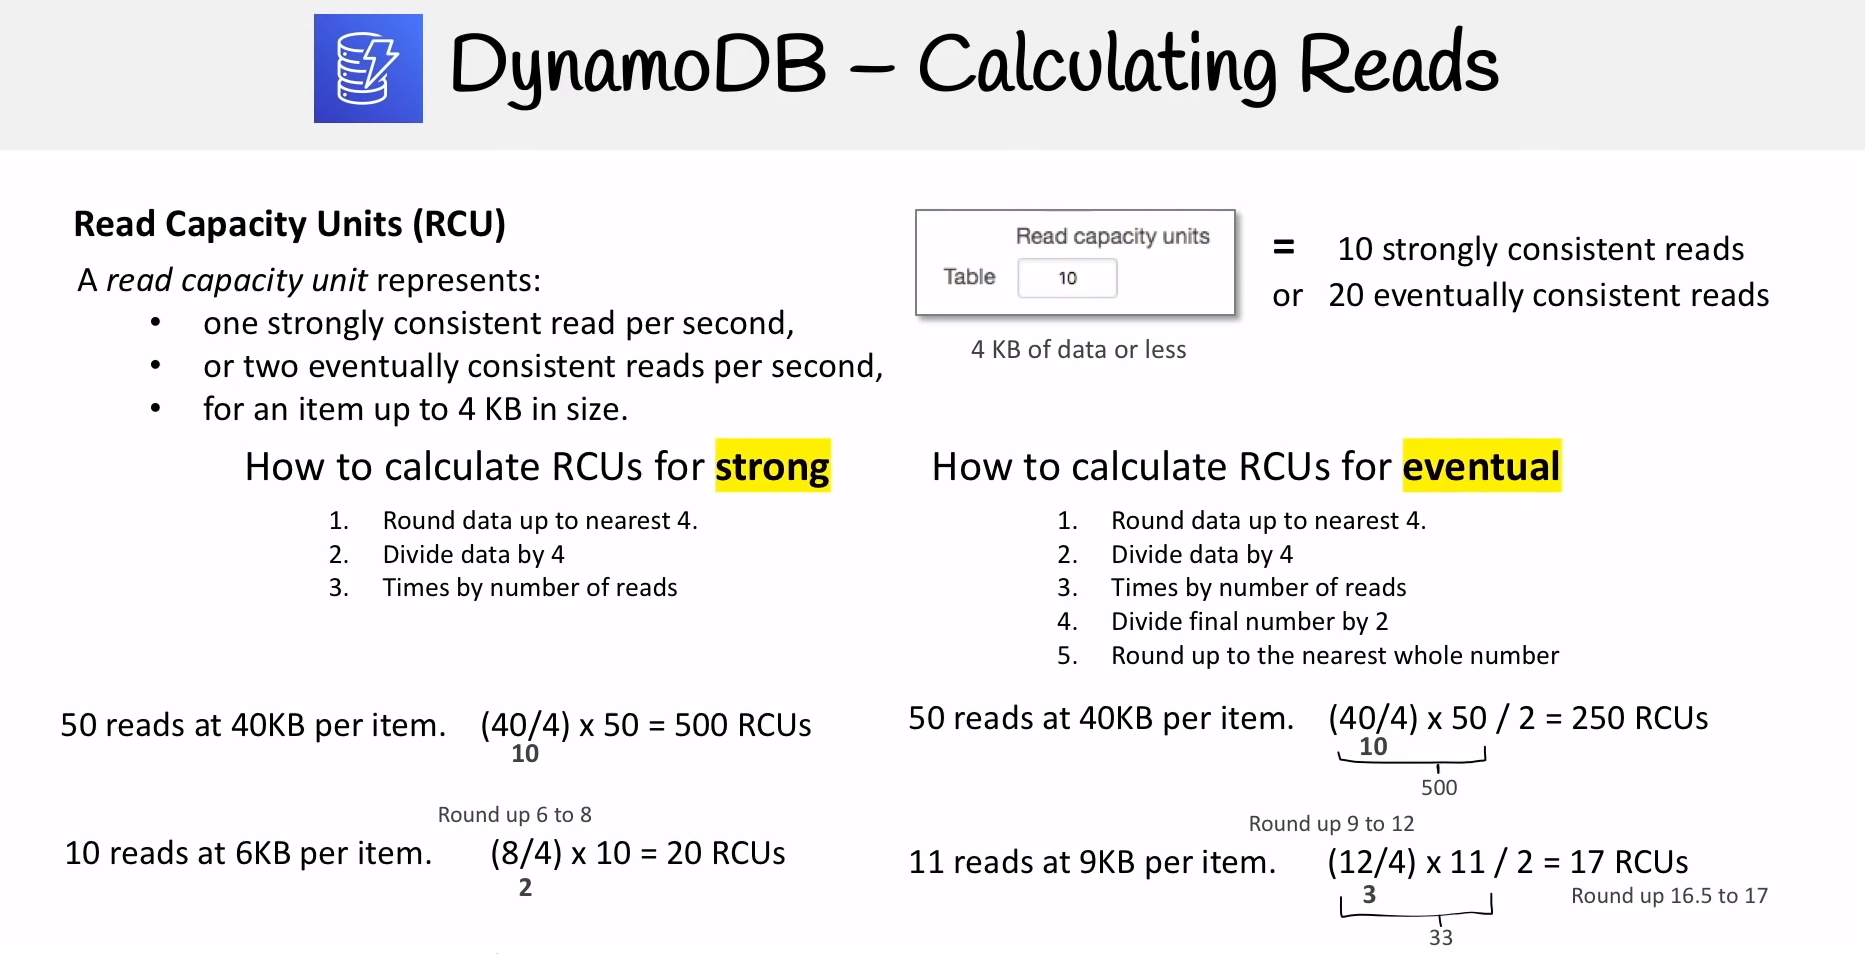 DynamoDB – Calculating Reads
Read Capacity Units (RCU)
A read capacity unit represents:
• one strongly consistent read per second,
• or two eventually consistent reads per second,
• for an item up to 4 KB in size.
Read capacity units
Table 10
4 KB of data or less
= 10 strongly consistent reads
or 20 eventually consistent reads
How to calculate RCUs for strong
1. Round data up to nearest 4.
2. Divide data by 4
3. Times by number of reads
50 reads at 40KB per item. (40/4) x 50 = 500 RCUs
10
Round up 6 to 8
10 reads at 6KB per item. (8/4) x 10 = 20 RCUs
2
How to calculate RCUs for eventual
1. Round data up to nearest 4.
2. Divide data by 4
3. Times by number of reads
4. Divide final number by 2
5. Round up to the nearest whole number
50 reads at 40KB per item. (40/4) x 50 / 2 = 250 RCUs
10
500
Round up 9 to 12
11 reads at 9KB per item. (12/4) x 11 / 2 = 17 RCUs
3
Round up 16.5 to 17
33